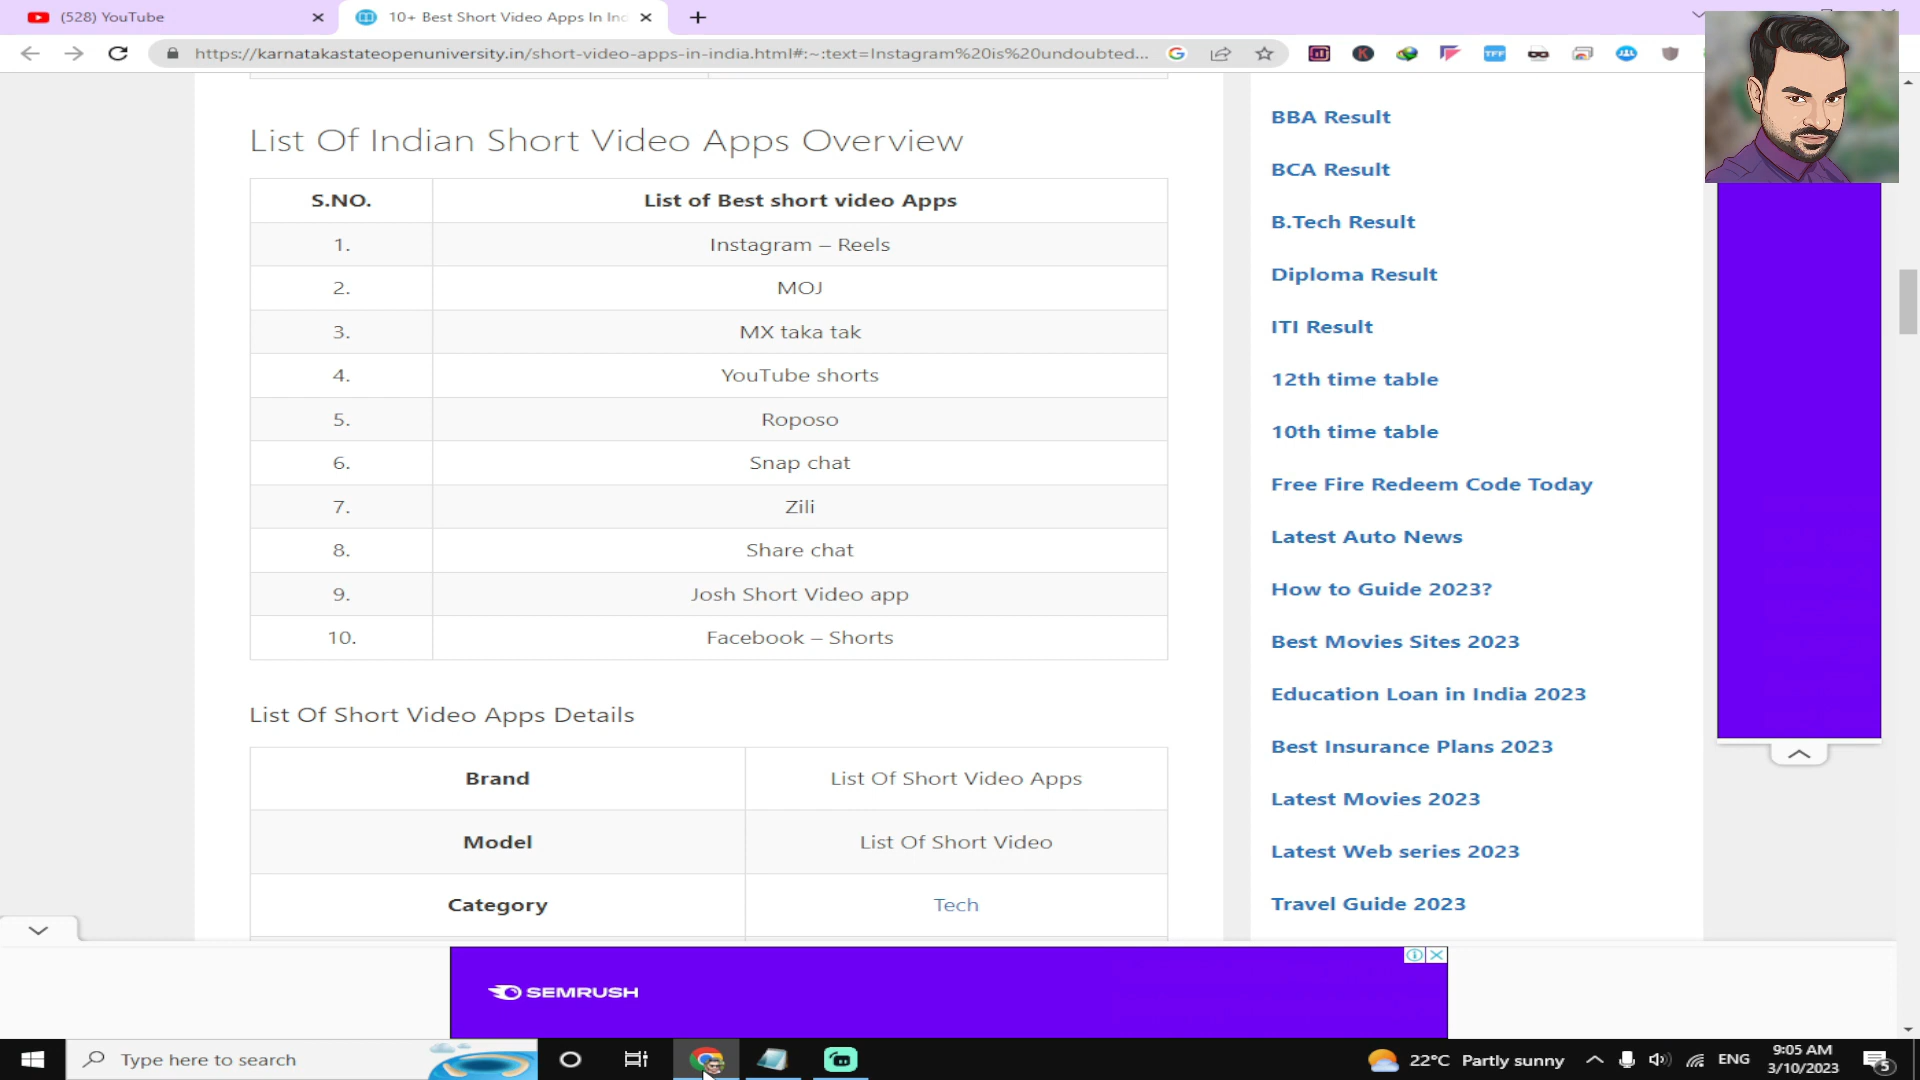 (528) YouTube
10+ Best Short Video Apps In Inc
https://karnatakastateopenuniversity.in/short-video-apps-in-india.html#:~:text=Instagram%20is%20undoubted...
List Of Indian Short Video Apps Overview
S.NO. List of Best short video Apps
1. Instagram – Reels
2. MOJ
3. MX taka tak
4. YouTube shorts
5. Roposo
6. Snap chat
7. Zili
8. Share chat
9. Josh Short Video app
10. Facebook – Shorts
List Of Short Video Apps Details
Brand List Of Short Video Apps
Model List Of Short Video
Category Tech
BBA Result
BCA Result
B.Tech Result
Diploma Result
ITI Result
12th time table
10th time table
Free Fire Redeem Code Today
Latest Auto News
How to Guide 2023?
Best Movies Sites 2023
Education Loan in India 2023
Best Insurance Plans 2023
Latest Movies 2023
Latest Web series 2023
Travel Guide 2023
SEMRUSH
Type here to search
22°C Partly sunny
ENG
9:05 AM
3/10/2023
5